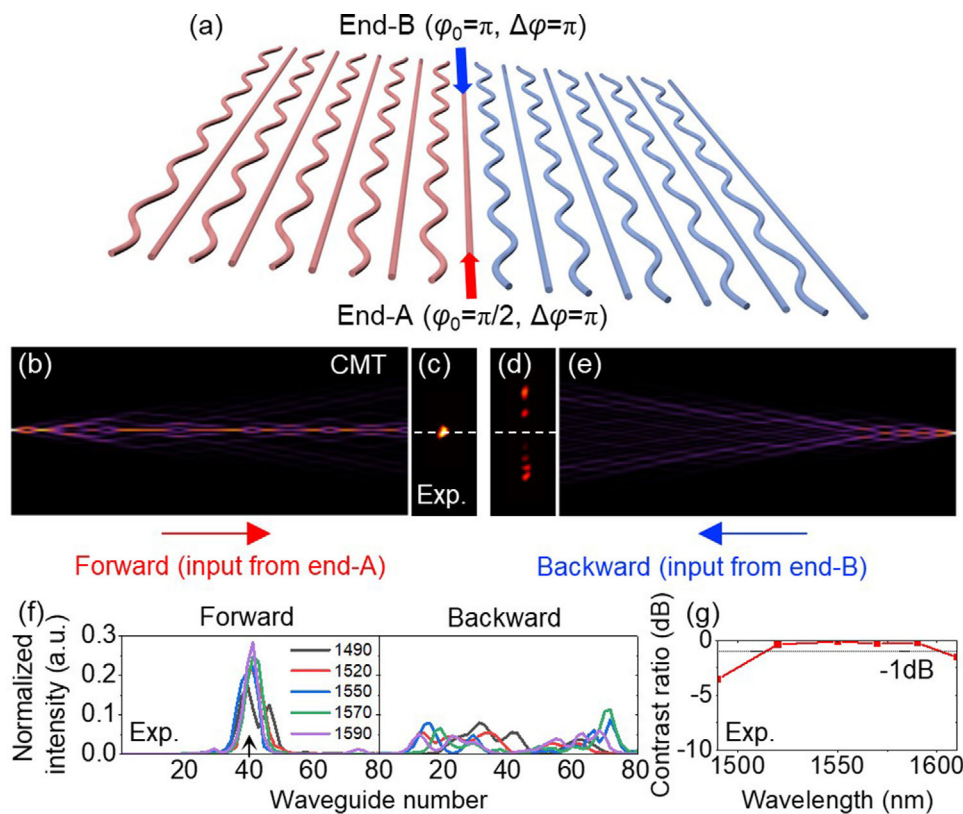 (a)
End-B (φ₀=π, Δφ=π)
End-A (φ₀=π/2, Δφ=π)
(b) CMT (c) (d) (e)
Exp.
Forward (input from end-A) Backward (input from end-B)
(f) Forward Backward (g)
Normalized
intensity (a.u.)
0.3
0.2
0.1
0.0
1490
1520
1550
1570
1590
Exp.
20 40 60 80 20 40 60 80
Waveguide number
Contrast ratio (dB)
0
-5
-10
-1dB
Exp.
1500 1550 1600
Wavelength (nm)